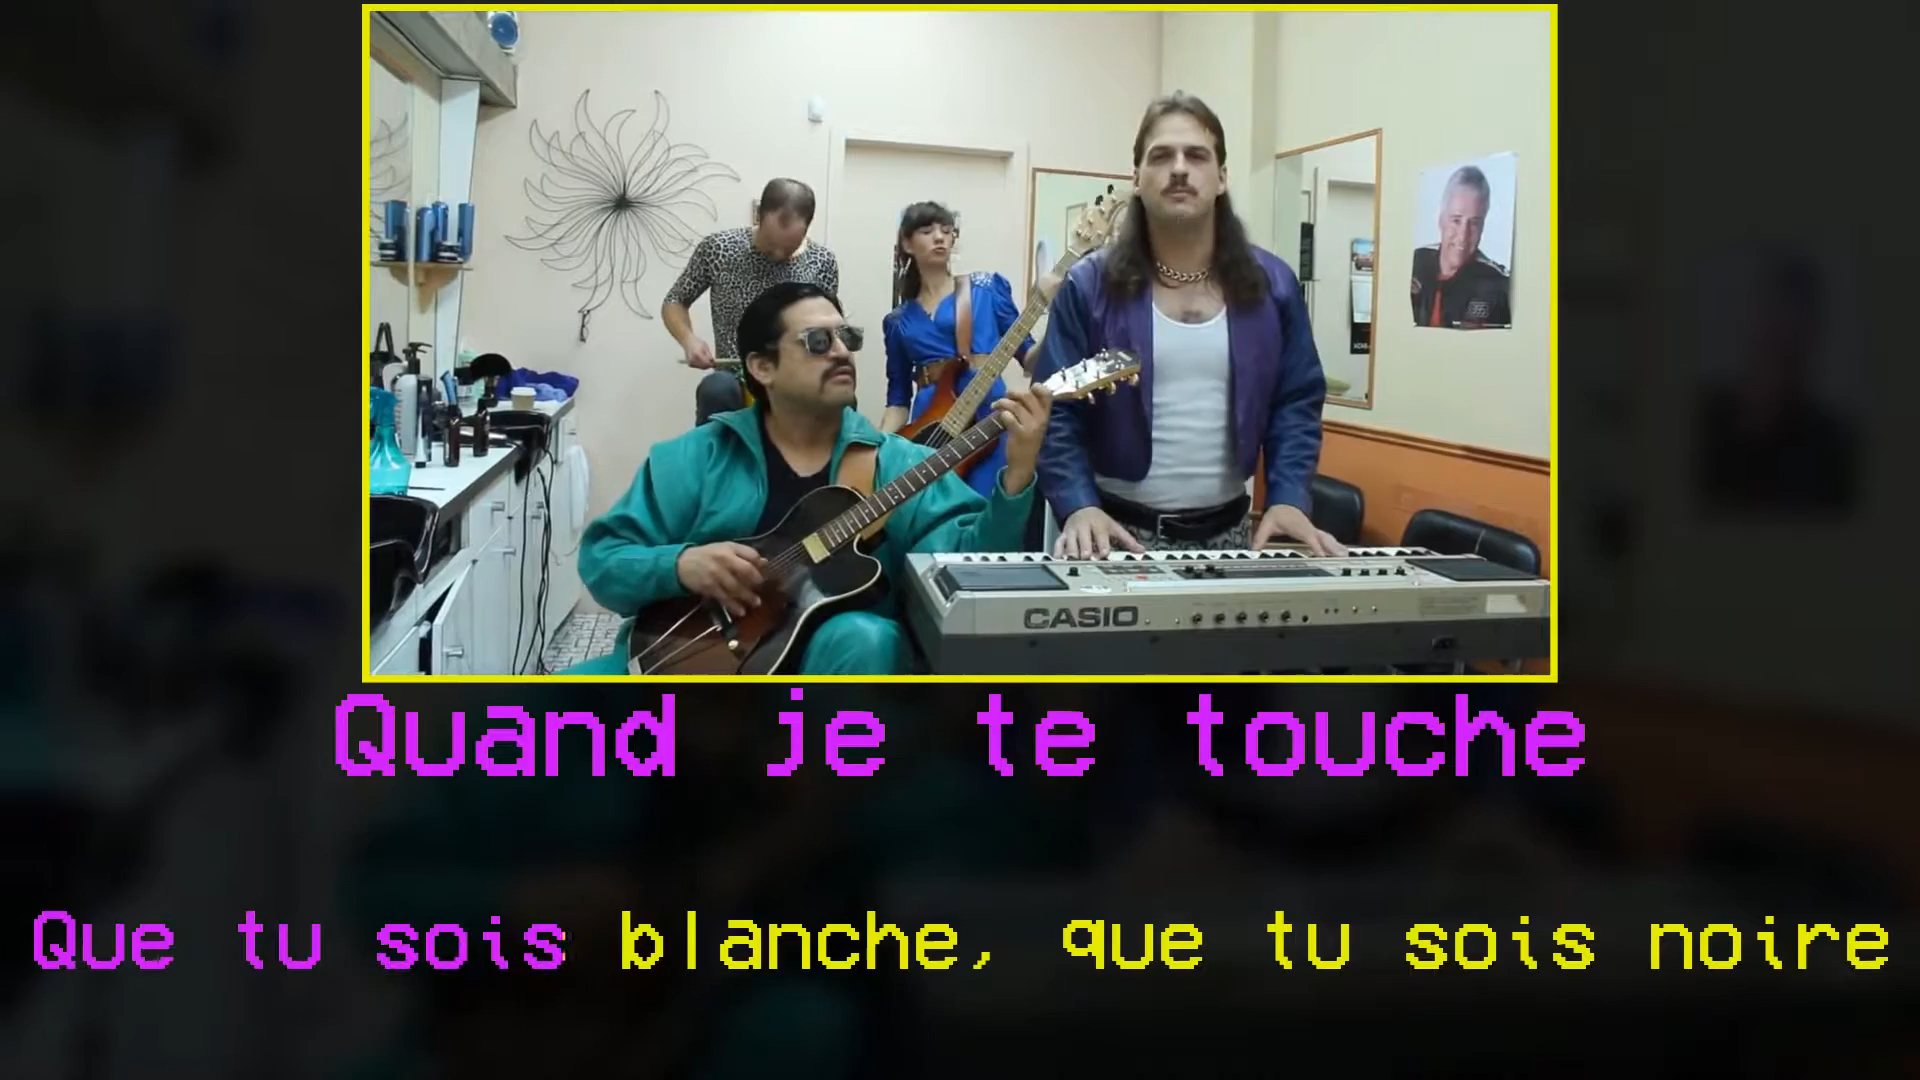 CASIO
Quand je te touche
Que tu sois blanche, que tu sois noire